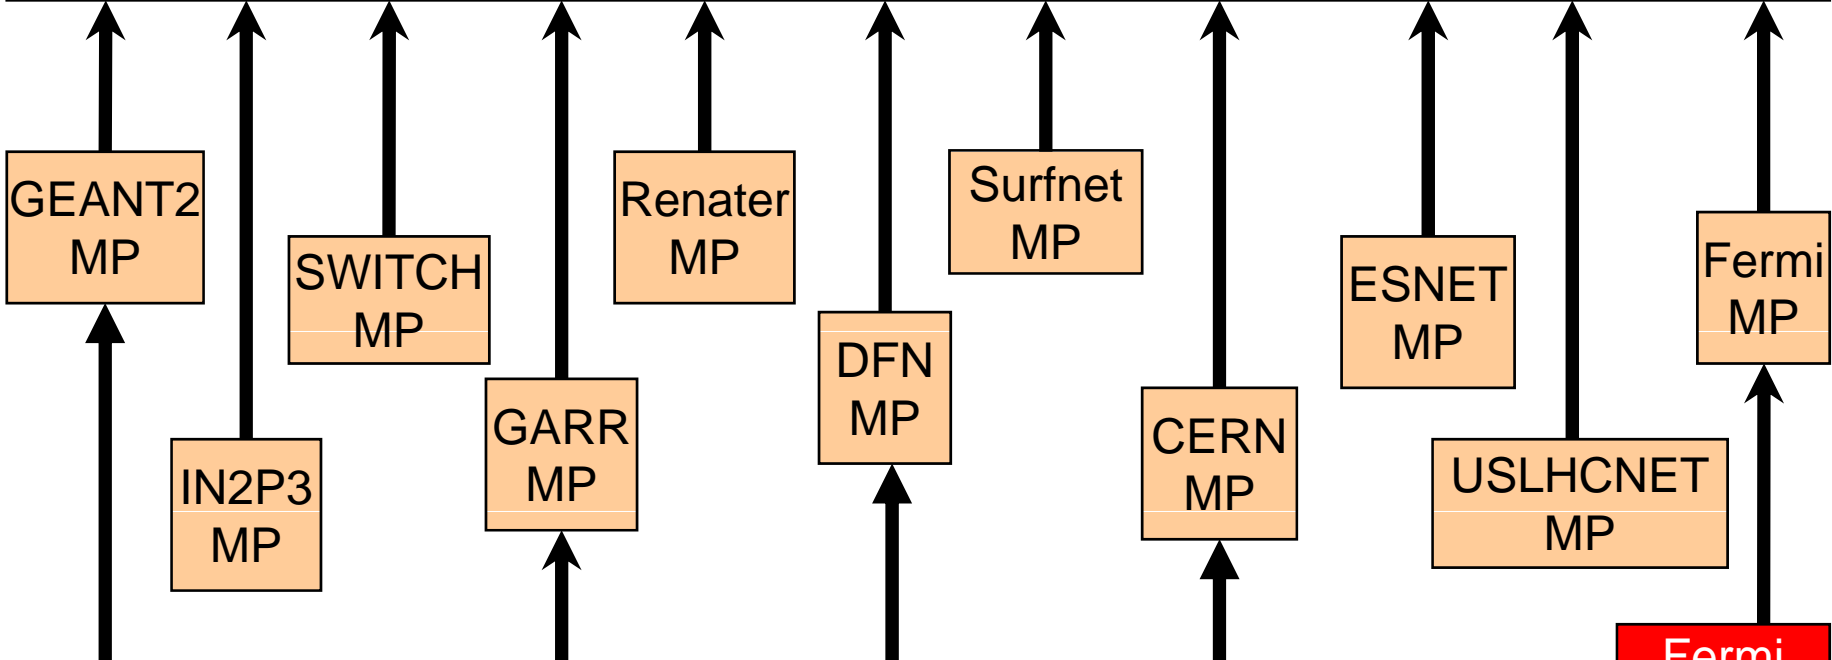 GEANT2
MP
IN2P3
MP
SWITCH
MP
GARR
MP
Renater
MP
DFN
MP
Surfnet
MP
CERN
MP
ESNET
MP
USLHCNET
MP
Fermi
MP
Fermi